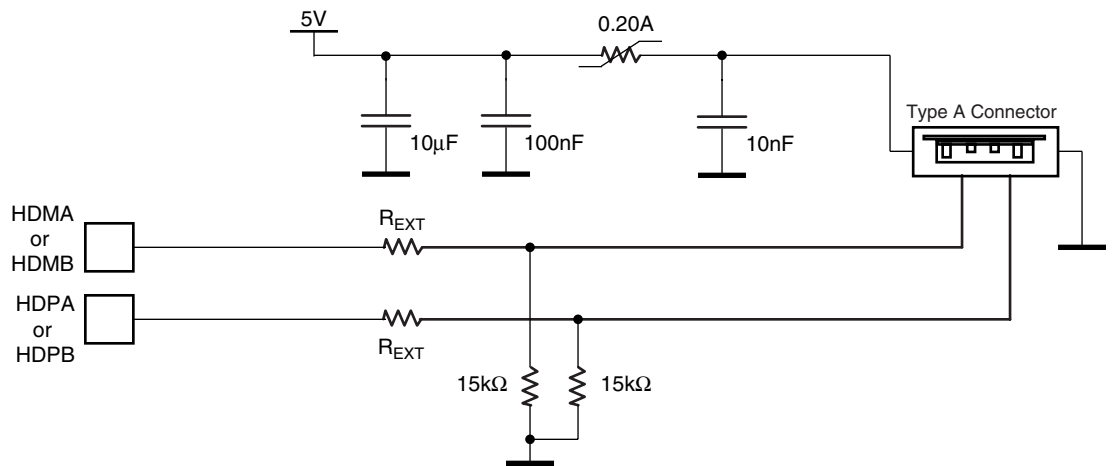 5V
0.20A
10μF
100nF
10nF
Type A Connector
HDMA
or
HDMB
R_EXT
HDPA
or
HDPB
R_EXT
15kΩ
15kΩ